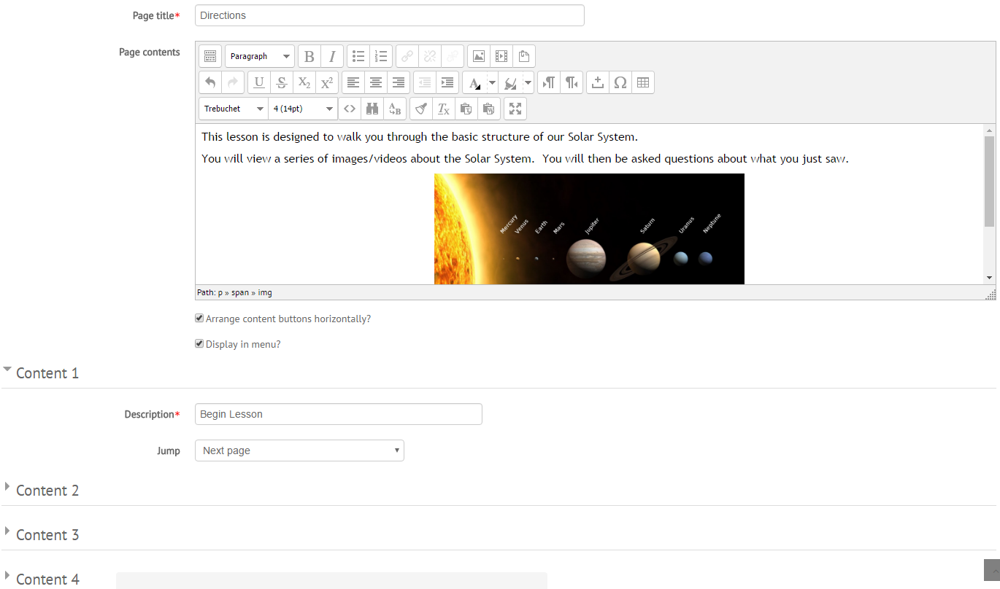 Page title*
Directions
Page contents
Paragraph
B I
U S X₂ X²
A Ω
Trebuchet 4 (14pt) <> A B Tx T W
This lesson is designed to walk you through the basic structure of our Solar System.
You will view a series of images/videos about the Solar System. You will then be asked questions about what you just saw.
Mercury Venus Earth Mars Jupiter Saturn Uranus Neptune
Path: p » span » img
Arrange content buttons horizontally?
Display in menu?
Content 1
Description*
Begin Lesson
Jump
Next page
Content 2
Content 3
Content 4